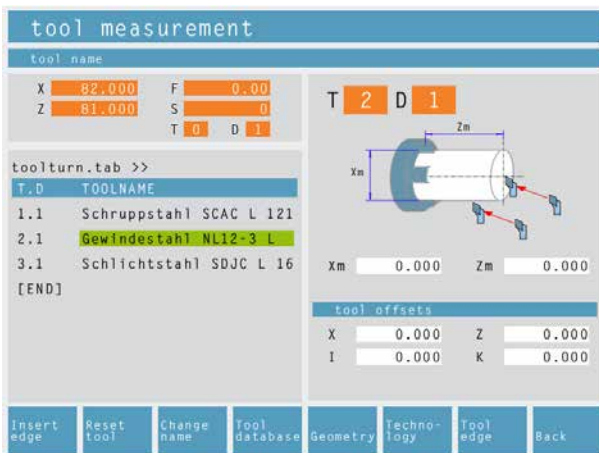 tool measurement
tool name
X 82.000 F 0.00
Z 81.000 S 0
T 0 D 1
toolturn.tab >>
T.D TOOLNAME
1.1 Schruppstahl SCAC L 121
2.1 Gewindestahl NL12-3 L
3.1 Schlichtstahl SDJC L 16
[END]
T 2 D 1
Zm
Xm
Xm 0.000 Zm 0.000
tool offsets
X 0.000 Z 0.000
I 0.000 K 0.000
Insert edge
Reset tool
Change name
Tool database
Geometry
Techno-logy
Tool edge
Back